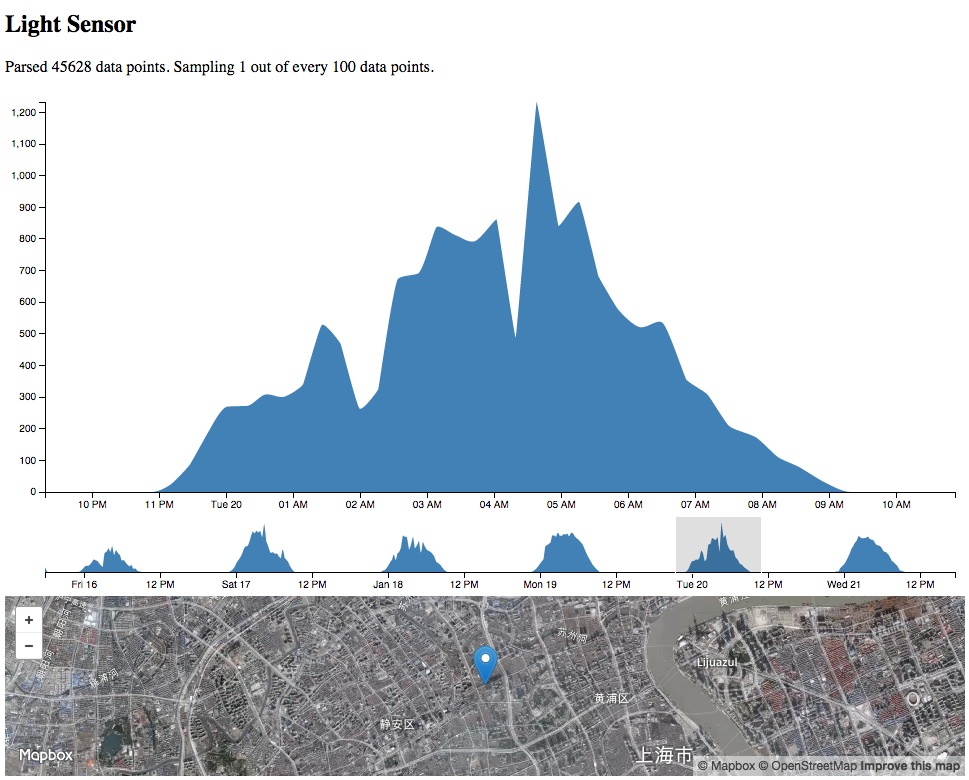 Light Sensor
Parsed 45628 data points. Sampling 1 out of every 100 data points.
1,200
1,100
1,000
900
800
700
600
500
400
300
200
100
0
10 PM 11 PM Tue 20 01 AM 02 AM 03 AM 04 AM 05 AM 06 AM 07 AM 08 AM 09 AM 10 AM
Fri 16 12 PM Sat 17 12 PM Jan 18 12 PM Mon 19 12 PM Tue 20 12 PM Wed 21 12 PM
+
−
苏州河
Lijuazui
黄浦区
静安区
上海市
Mapbox
© Mapbox © OpenStreetMap Improve this map